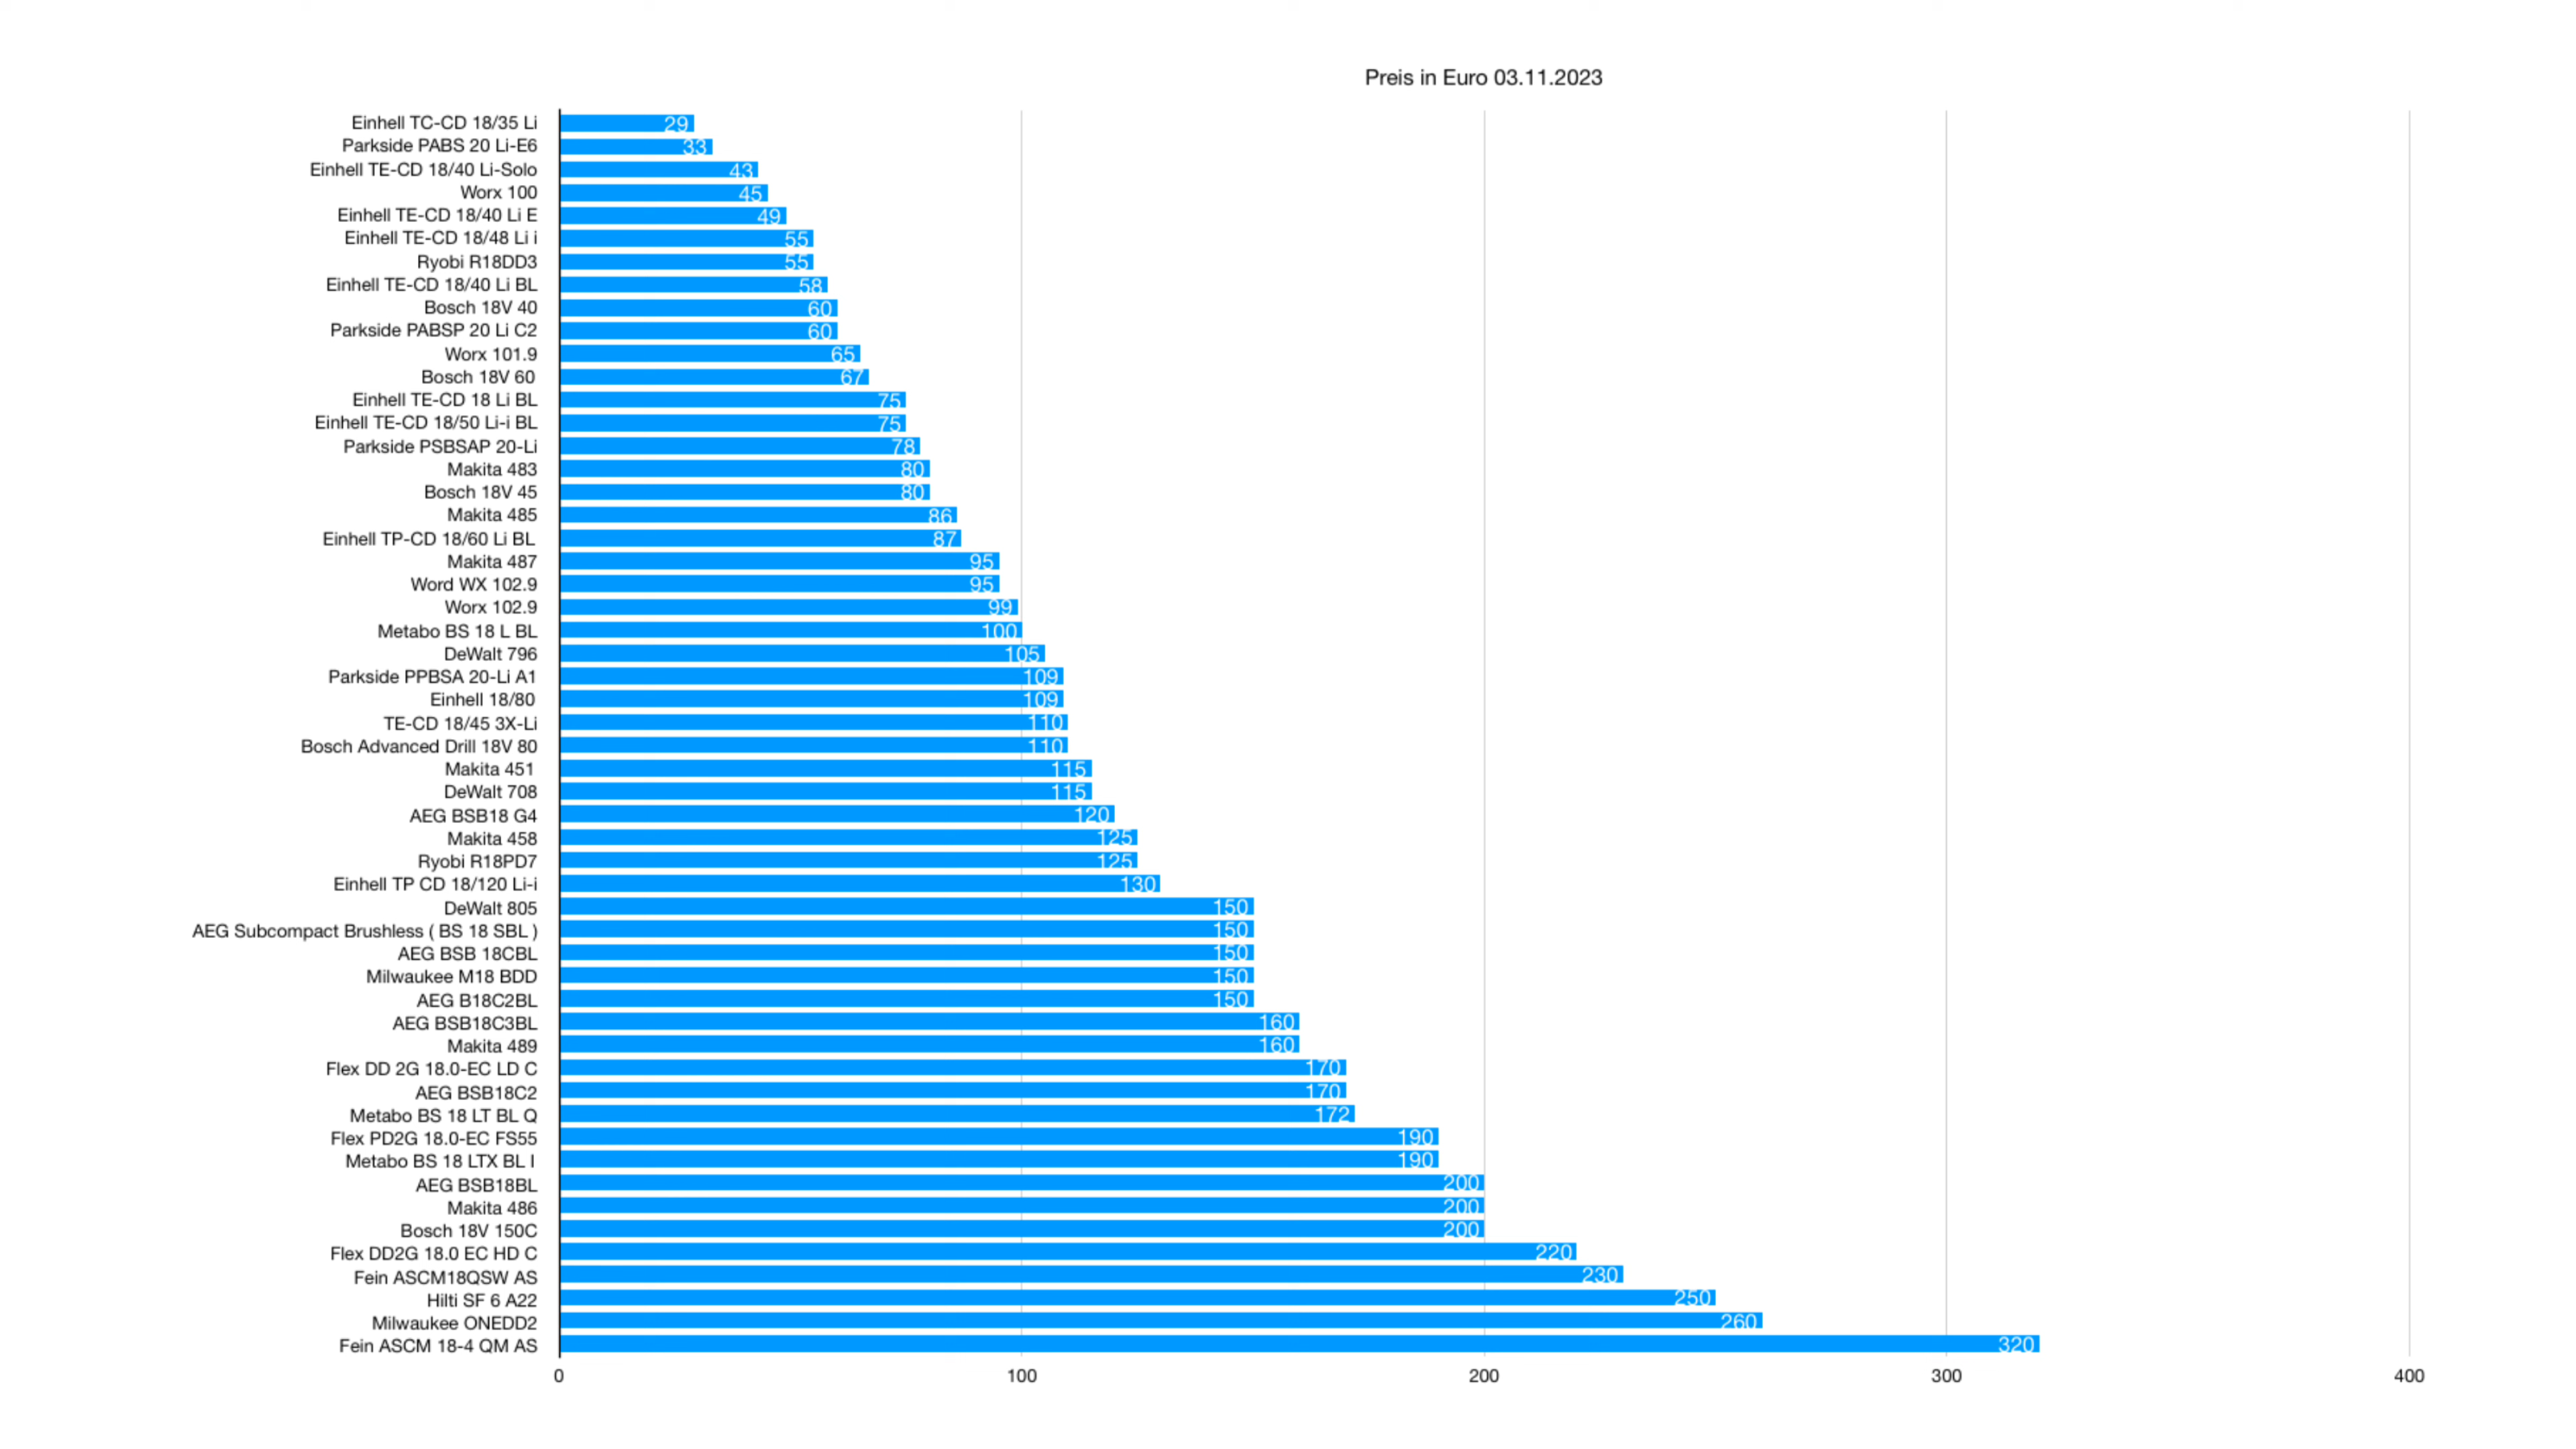 Preis in Euro 03.11.2023
Einhell TC-CD 18/35 Li 29
Parkside PABS 20 Li-E6 33
Einhell TE-CD 18/40 Li-Solo 43
Worx 100 45
Einhell TE-CD 18/40 Li E 49
Einhell TE-CD 18/48 Li i 55
Ryobi R18DD3 55
Einhell TE-CD 18/40 Li BL 58
Bosch 18V 40 60
Parkside PABSP 20 Li C2 60
Worx 101.9 65
Bosch 18V 60 67
Einhell TE-CD 18 Li BL 75
Einhell TE-CD 18/50 Li-i BL 75
Parkside PSBSAP 20-Li 78
Makita 483 80
Bosch 18V 45 80
Makita 485 86
Einhell TP-CD 18/60 Li BL 87
Makita 487 95
Word WX 102.9 95
Worx 102.9 99
Metabo BS 18 L BL 100
DeWalt 796 105
Parkside PPBSA 20-Li A1 109
Einhell 18/80 109
TE-CD 18/45 3X-Li 110
Bosch Advanced Drill 18V 80 110
Makita 451 115
DeWalt 708 115
AEG BSB18 G4 120
Makita 458 125
Ryobi R18PD7 125
Einhell TP CD 18/120 Li-i 130
DeWalt 805 150
AEG Subcompact Brushless ( BS 18 SBL ) 150
AEG BSB 18CBL 150
Milwaukee M18 BDD 150
AEG B18C2BL 150
AEG BSB18C3BL 160
Makita 489 160
Flex DD 2G 18.0-EC LD C 170
AEG BSB18C2 170
Metabo BS 18 LT BL Q 172
Flex PD2G 18.0-EC FS55 190
Metabo BS 18 LTX BL I 190
AEG BSB18BL 200
Makita 486 200
Bosch 18V 150C 200
Flex DD2G 18.0 EC HD C 220
Fein ASCM18QSW AS 230
Hilti SF 6 A22 250
Milwaukee ONEDD2 260
Fein ASCM 18-4 QM AS 320
0 100 200 300 400